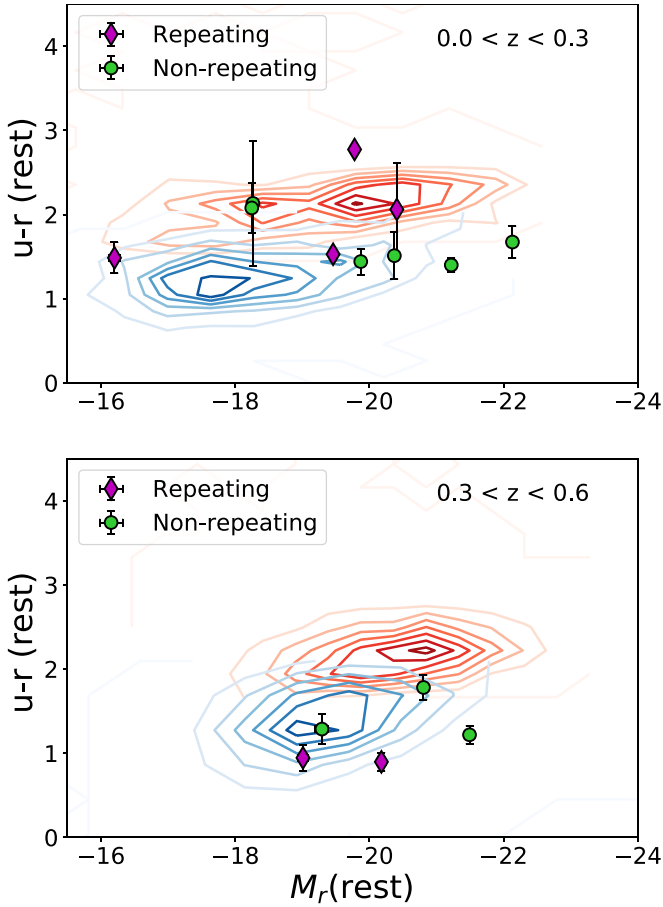 4
3
2
1
0
u-r (rest)
Repeating
Non-repeating
0.0 < z < 0.3
−16 −18 −20 −22 −24
4
3
2
1
0
u-r (rest)
Repeating
Non-repeating
0.3 < z < 0.6
−16 −18 −20 −22 −24
M_r(rest)